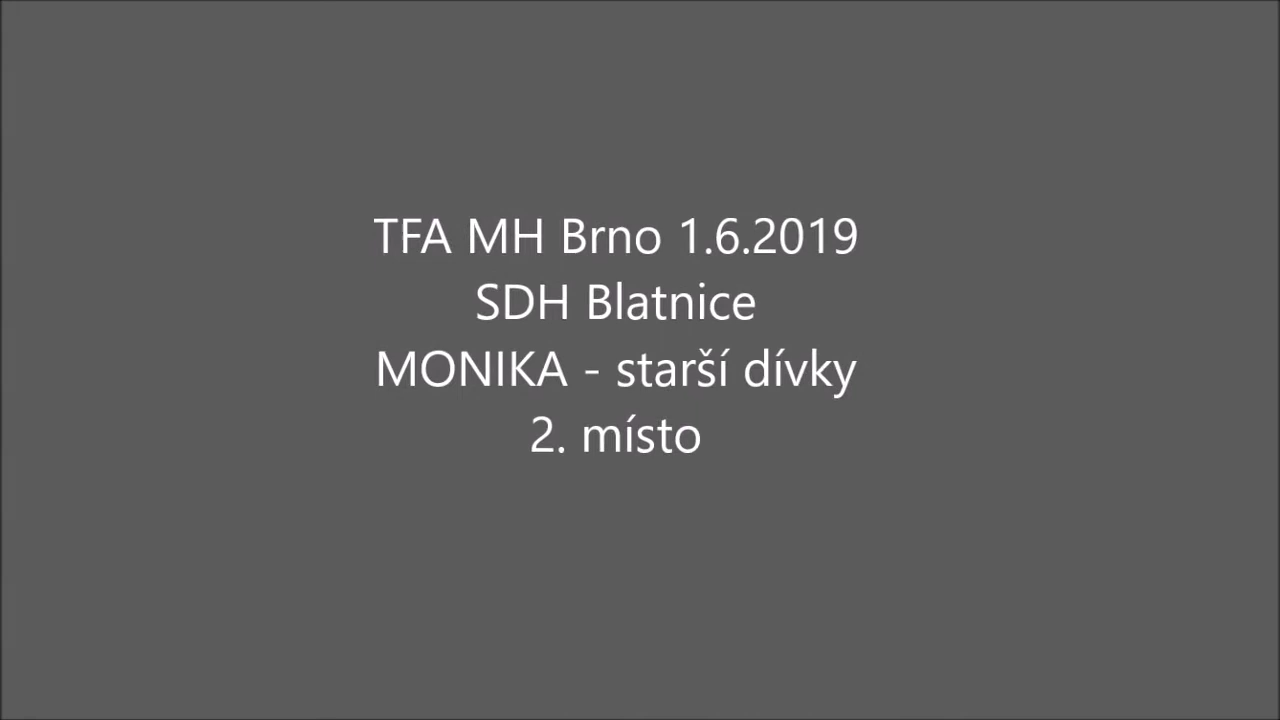 TFA MH Brno 1.6.2019
SDH Blatnice
MONIKA - starší dívky
2. místo